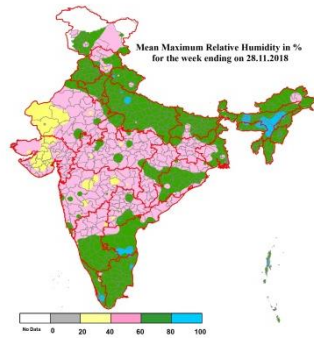 Mean Maximum Relative Humidity in %
for the week ending on 28.11.2018
No Data 0 20 40 60 80 100